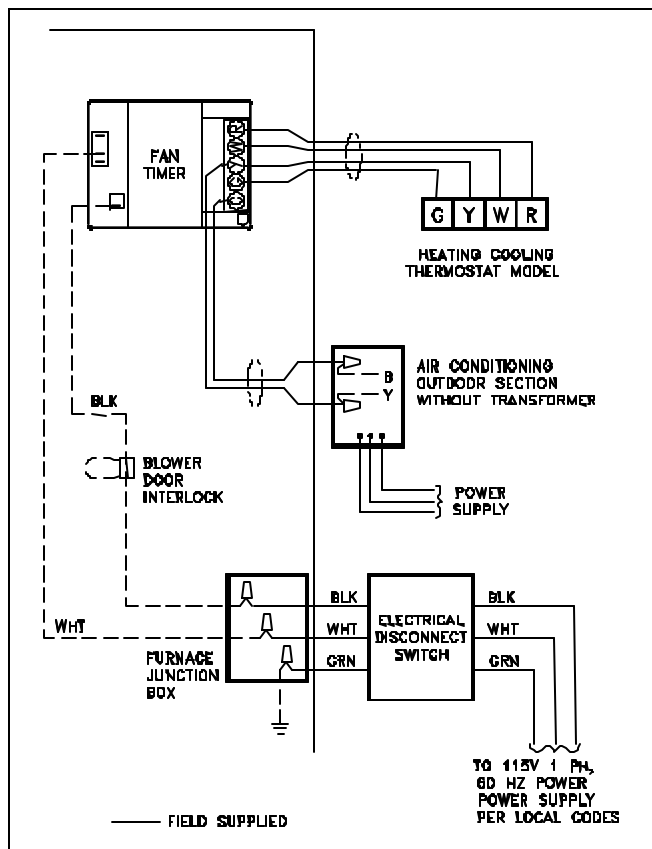 FAN
TIMER
R
W
Y
G
C
G Y W R
HEATING COOLING
THERMOSTAT MODEL
B
Y
AIR CONDITIONING
OUTDOOR SECTION
WITHOUT TRANSFORMER
BLK
BLOWER
DOOR
INTERLOCK
POWER
SUPPLY
WHT
FURNACE
JUNCTION
BOX
BLK
WHT
GRN
ELECTRICAL
DISCONNECT
SWITCH
BLK
WHT
GRN
TO 115V 1 PH,
60 HZ POWER
POWER SUPPLY
PER LOCAL CODES
FIELD SUPPLIED